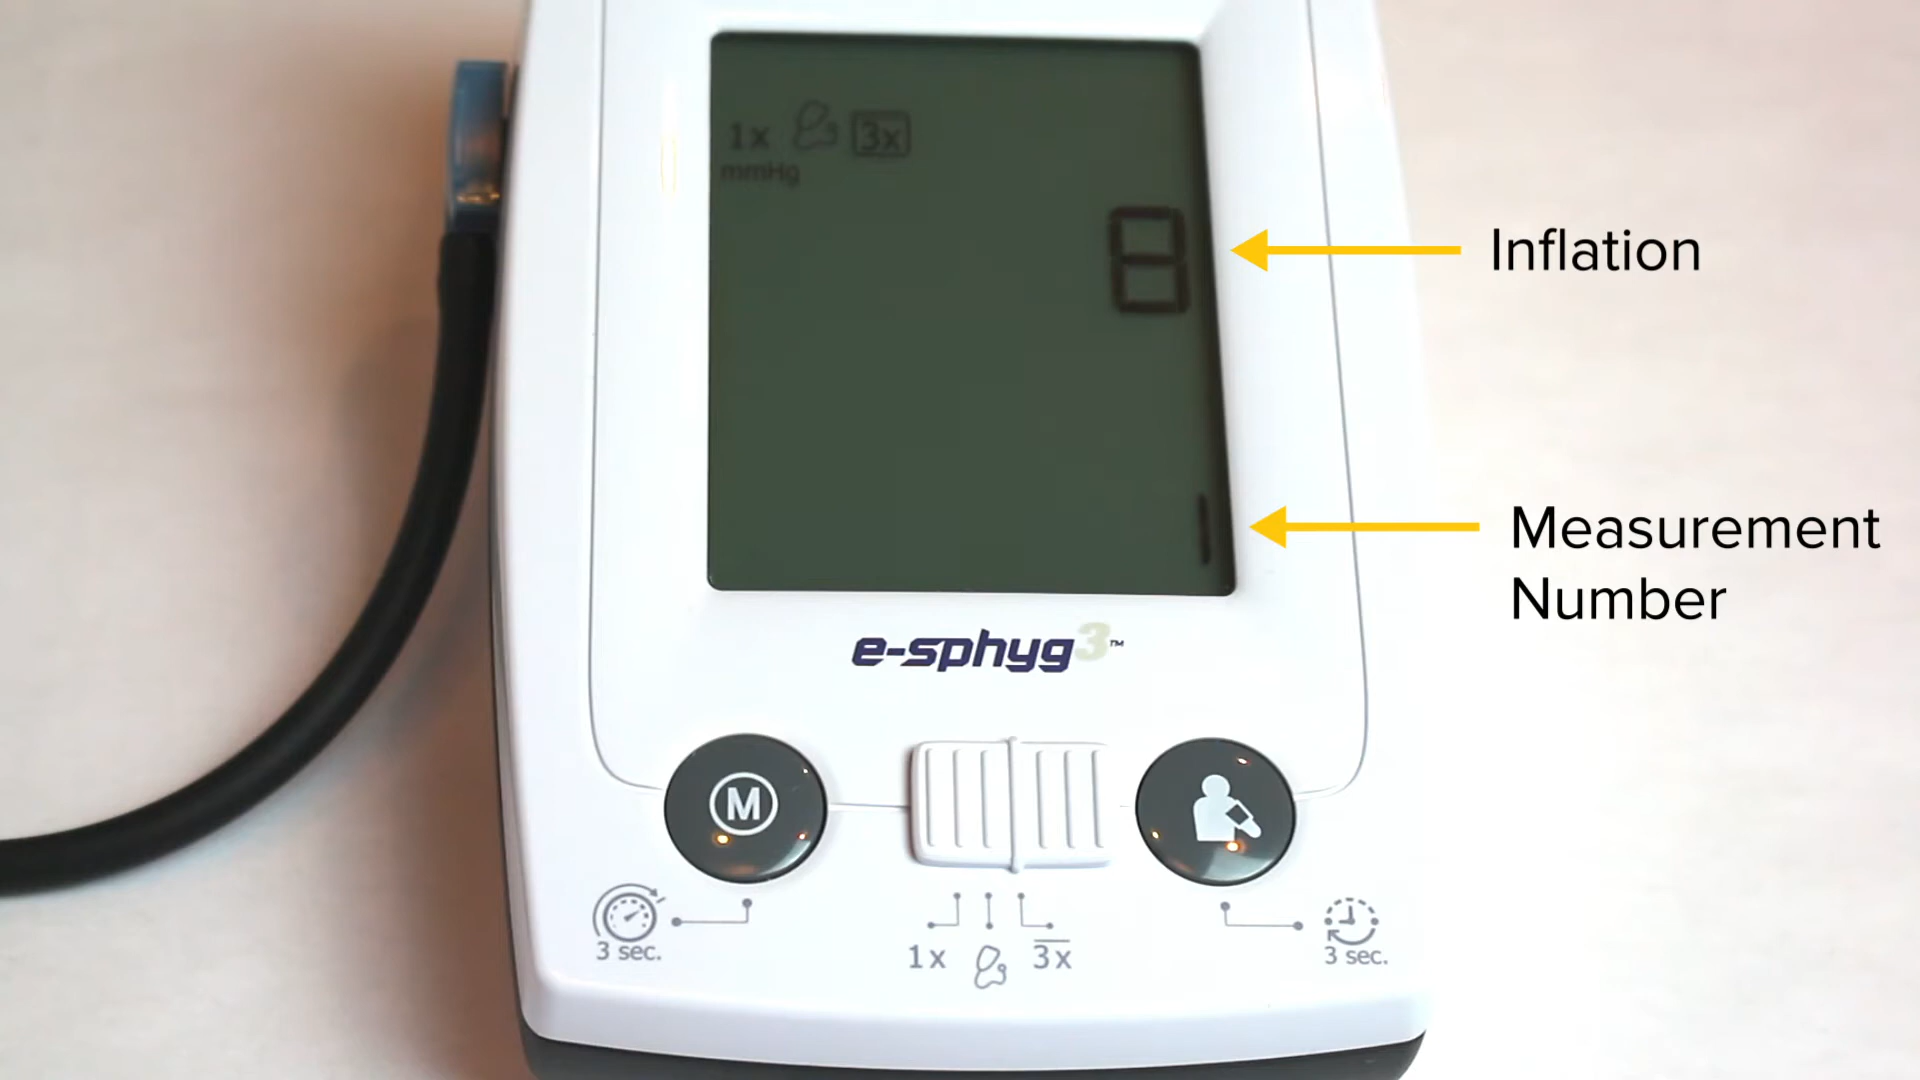 1x 3x
mmHg
8
Inflation
1
Measurement
Number
e-sphyg3™
M
3 sec.
1x 3x
3 sec.